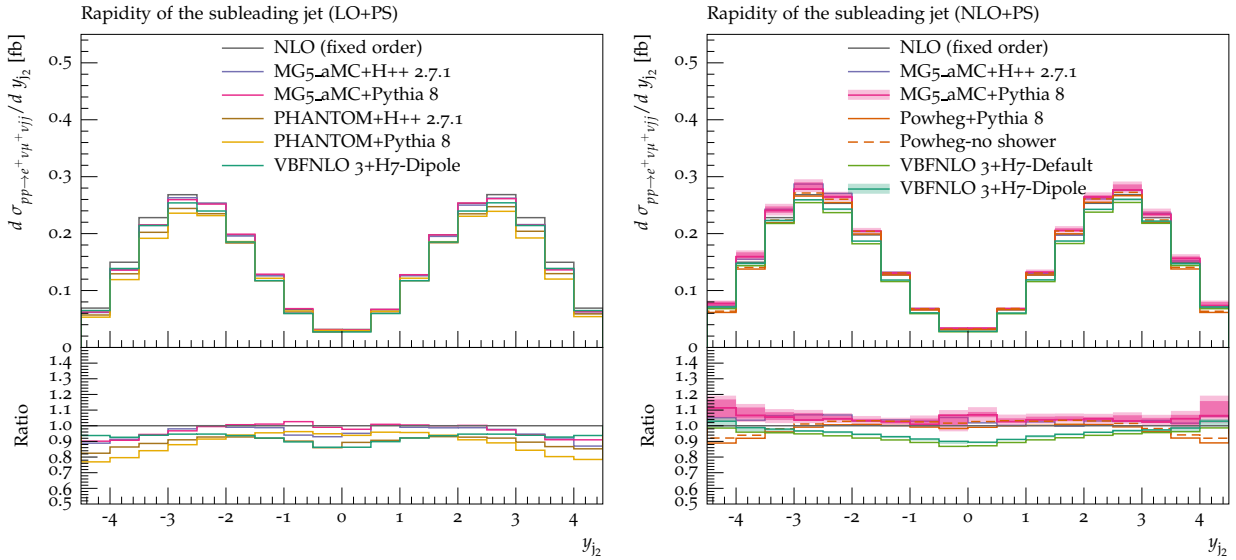 Rapidity of the subleading jet (LO+PS)
d σ_{pp→e⁺νμ⁺νjj}/d y_{j₂} [fb]
NLO (fixed order)
MG5_aMC+H++ 2.7.1
MG5_aMC+Pythia 8
PHANTOM+H++ 2.7.1
PHANTOM+Pythia 8
VBFNLO 3+H7-Dipole
0.5
0.4
0.3
0.2
0.1
0
Ratio
1.4
1.3
1.2
1.1
1.0
0.9
0.8
0.7
0.6
0.5
-4 -3 -2 -1 0 1 2 3 4
y_{j₂}
Rapidity of the subleading jet (NLO+PS)
d σ_{pp→e⁺νμ⁺νjj}/d y_{j₂} [fb]
NLO (fixed order)
MG5_aMC+H++ 2.7.1
MG5_aMC+Pythia 8
Powheg+Pythia 8
Powheg-no shower
VBFNLO 3+H7-Default
VBFNLO 3+H7-Dipole
0.5
0.4
0.3
0.2
0.1
0
Ratio
1.4
1.3
1.2
1.1
1.0
0.9
0.8
0.7
0.6
0.5
-4 -3 -2 -1 0 1 2 3 4
y_{j₂}